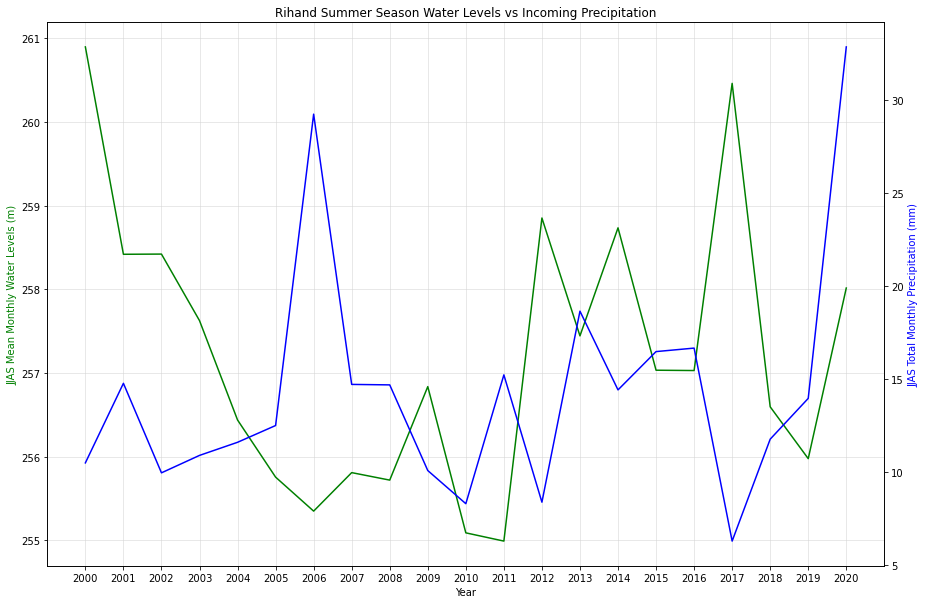 Rihand Summer Season Water Levels vs Incoming Precipitation
JJAS Mean Monthly Water Levels (m)
261
260
259
258
257
256
255
30
25
20
15
10
5
JJAS Total Monthly Precipitation (mm)
2000 2001 2002 2003 2004 2005 2006 2007 2008 2009 2010 2011 2012 2013 2014 2015 2016 2017 2018 2019 2020
Year